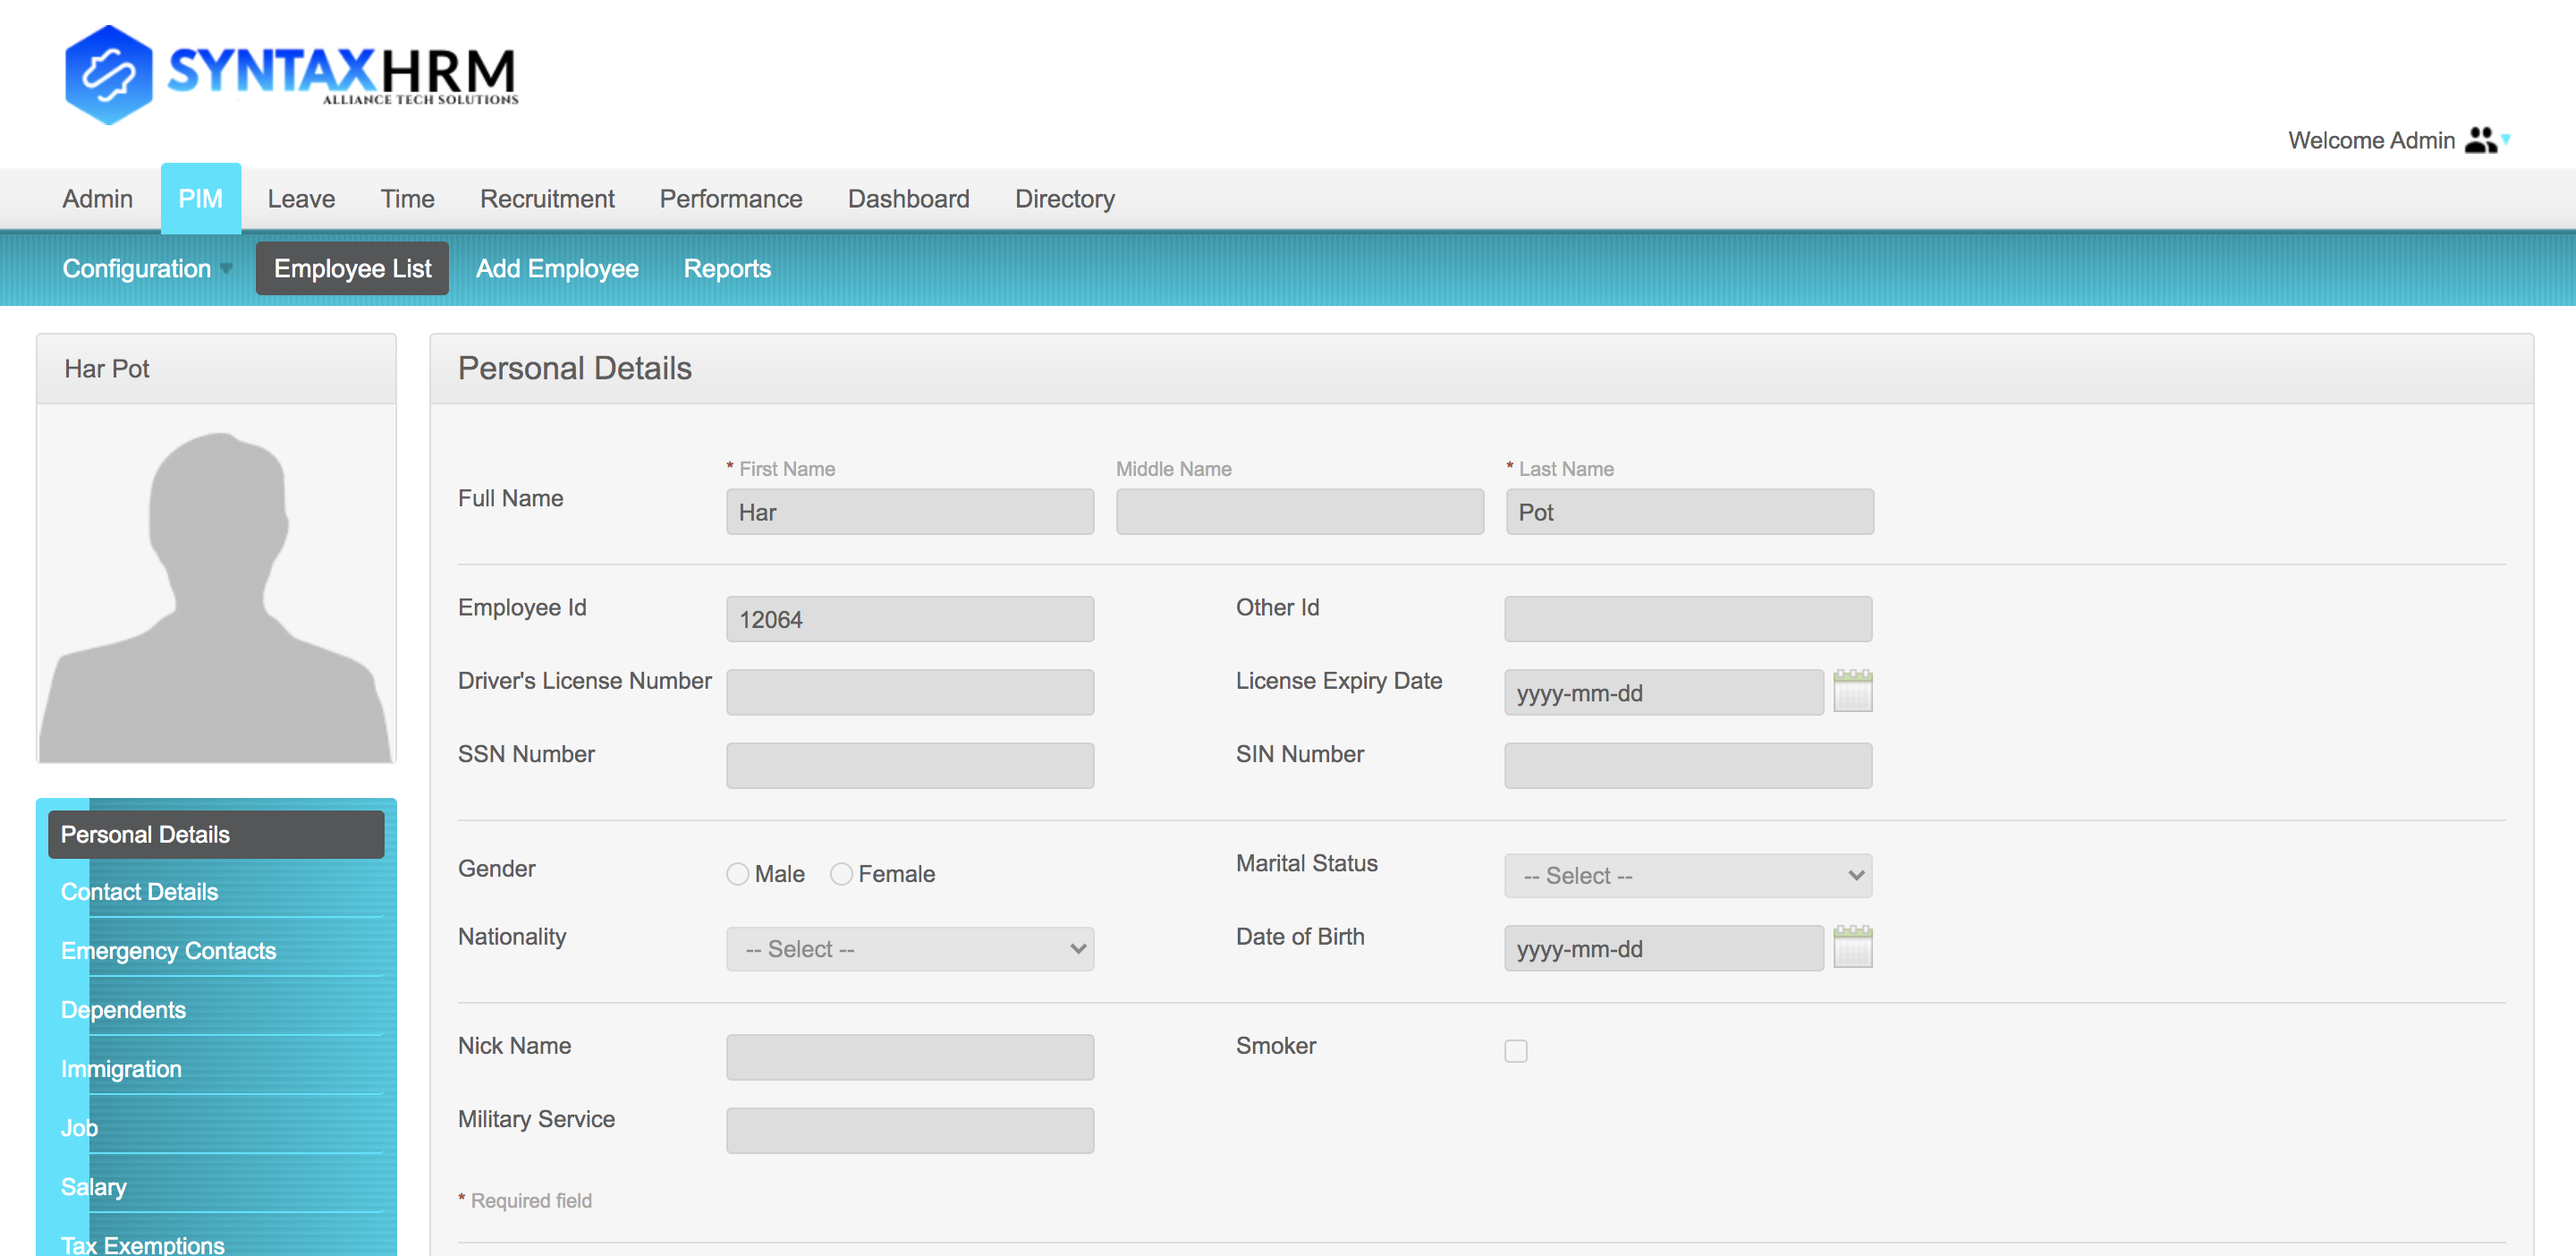 SYNTAXHRM
ALLIANCE TECH SOLUTIONS
Welcome Admin
Admin PIM Leave Time Recruitment Performance Dashboard Directory
Configuration Employee List Add Employee Reports
Har Pot
Personal Details
* First Name Middle Name * Last Name
Full Name Har Pot
Employee Id 12064 Other Id
Driver's License Number License Expiry Date yyyy-mm-dd
SSN Number SIN Number
Gender Male Female Marital Status -- Select --
Nationality -- Select -- Date of Birth yyyy-mm-dd
Nick Name Smoker
Military Service
* Required field
Personal Details
Contact Details
Emergency Contacts
Dependents
Immigration
Job
Salary
Tax Exemptions